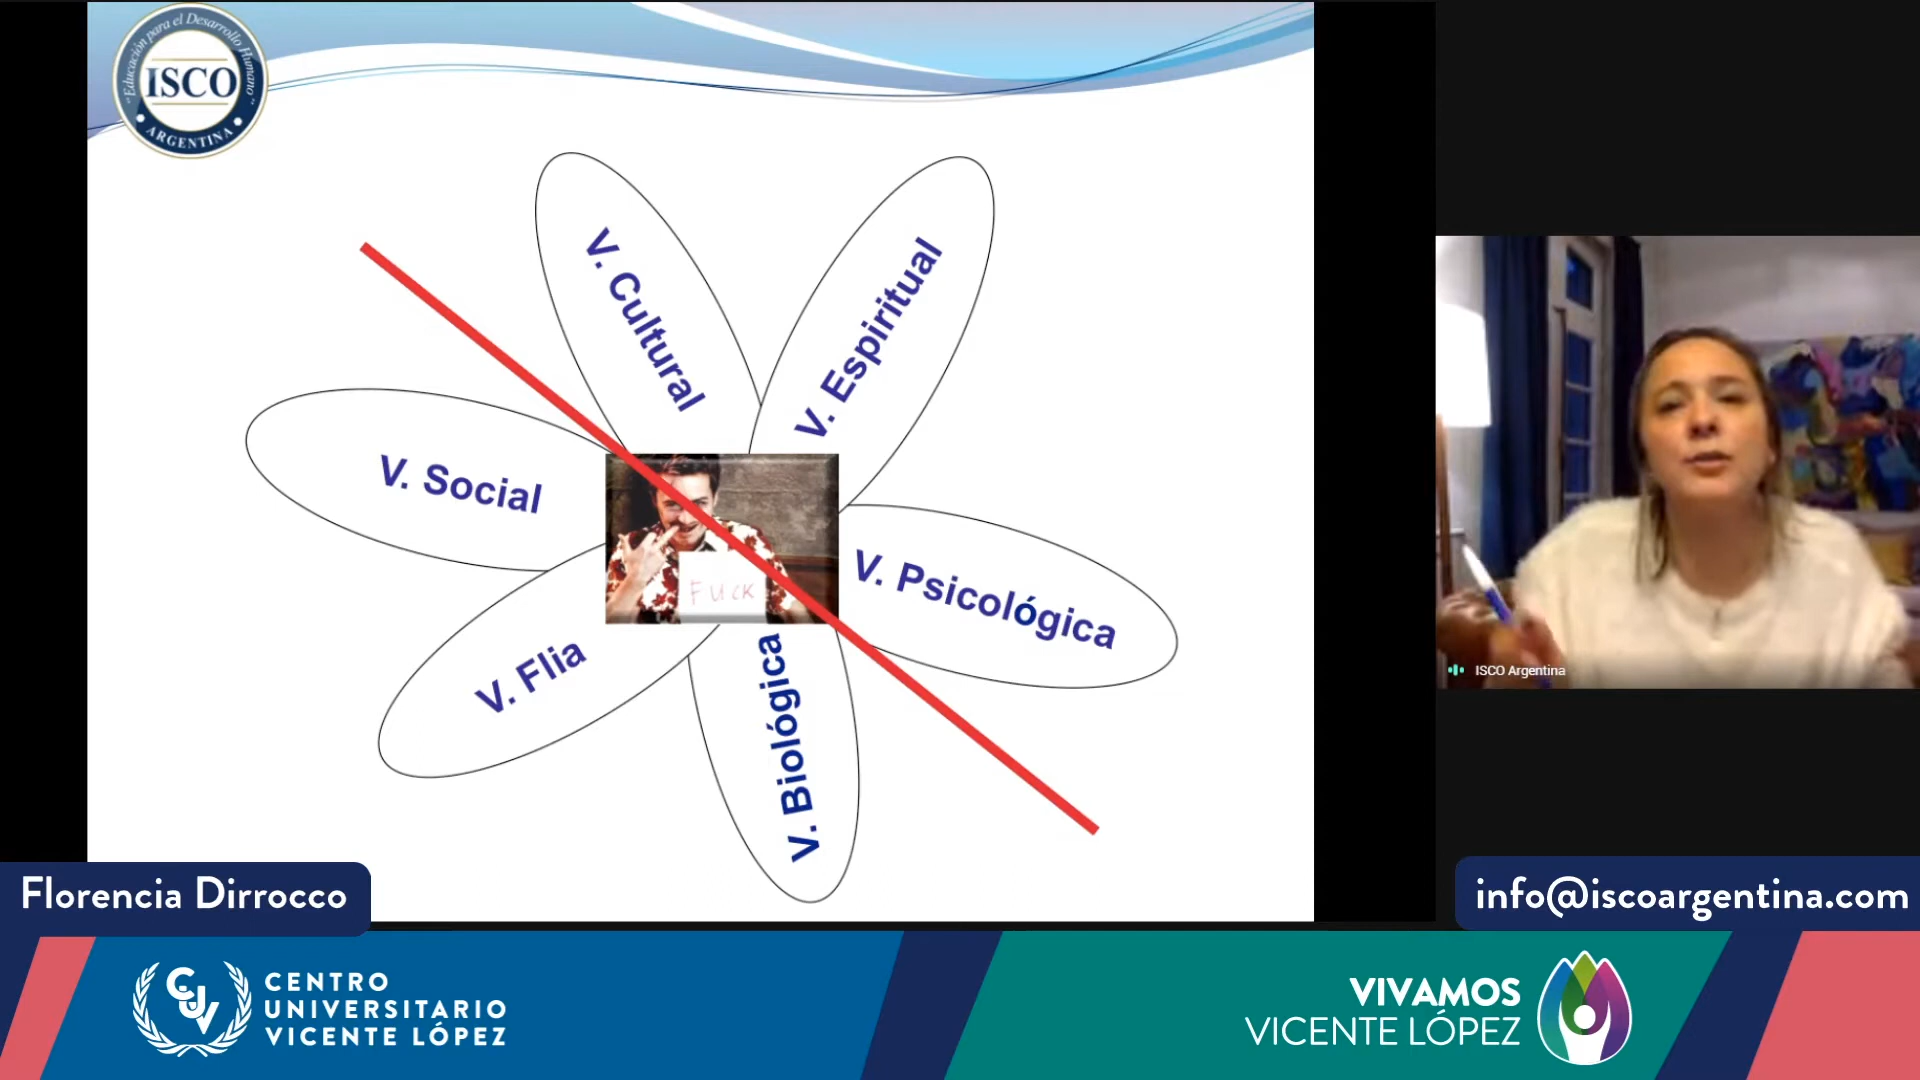 "Educación para el Desarrollo Humano"
ISCO
ARGENTINA
V. Cultural
V. Espiritual
V. Social
V. Psicológica
V. Flia
V. Biológica
FUCK
ISCO Argentina
Florencia Dirrocco
info@iscoargentina.com
CUV
CENTRO
UNIVERSITARIO
VICENTE LÓPEZ
VIVAMOS
VICENTE LÓPEZ